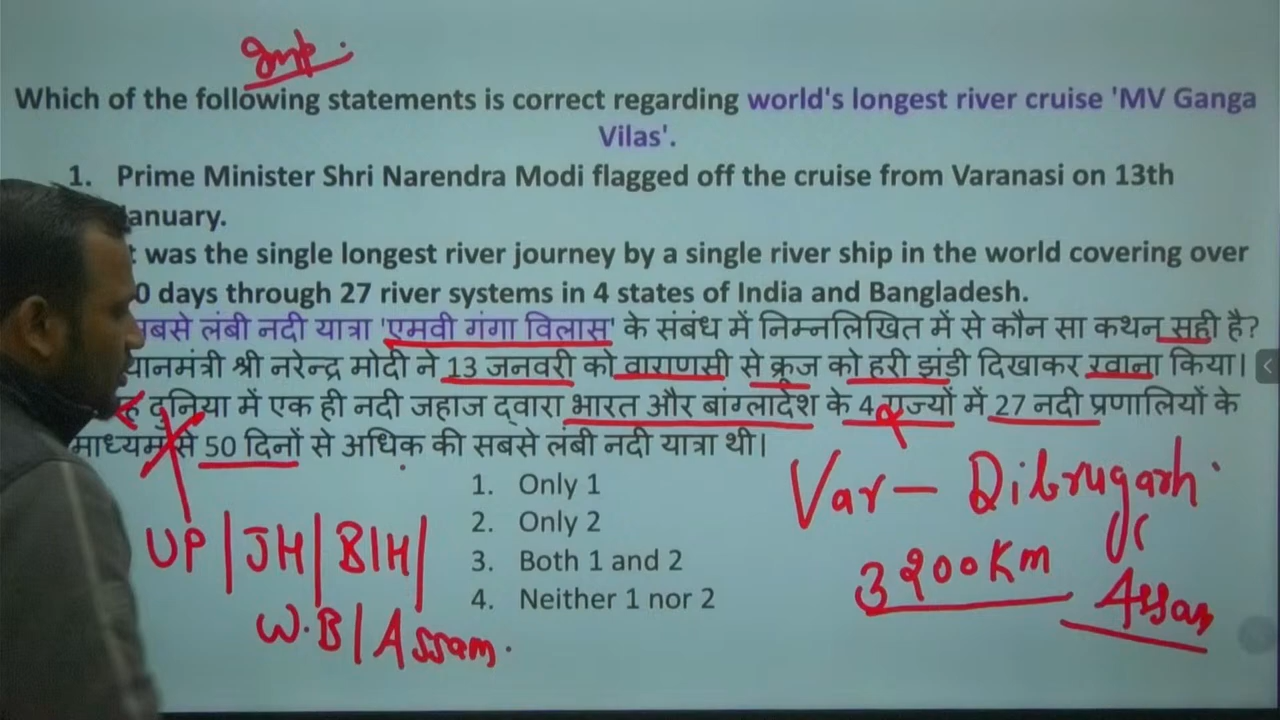 Imp.
Which of the following statements is correct regarding world's longest river cruise 'MV Ganga
Vilas'.
1. Prime Minister Shri Narendra Modi flagged off the cruise from Varanasi on 13th
anuary.
was the single longest river journey by a single river ship in the world covering over
0 days through 27 river systems in 4 states of India and Bangladesh.
बसे लंबी नदी यात्रा 'एमवी गंगा विलास' के संबंध में निम्नलिखित में से कौन सा कथन सही है?
धानमंत्री श्री नरेन्द्र मोदी ने 13 जनवरी को वाराणसी से क्रूज को हरी झंडी दिखाकर रवाना किया।
दुनिया में एक ही नदी जहाज द्वारा भारत और बांग्लादेश के 4 राज्यों में 27 नदी प्रणालियों के
माध्यम से 50 दिनों से अधिक की सबसे लंबी नदी यात्रा थी।
1. Only 1
2. Only 2
3. Both 1 and 2
4. Neither 1 nor 2
UP | JH | BIH |
W.B | Assam.
Var - Dibrugarh
3200 Km
Assam